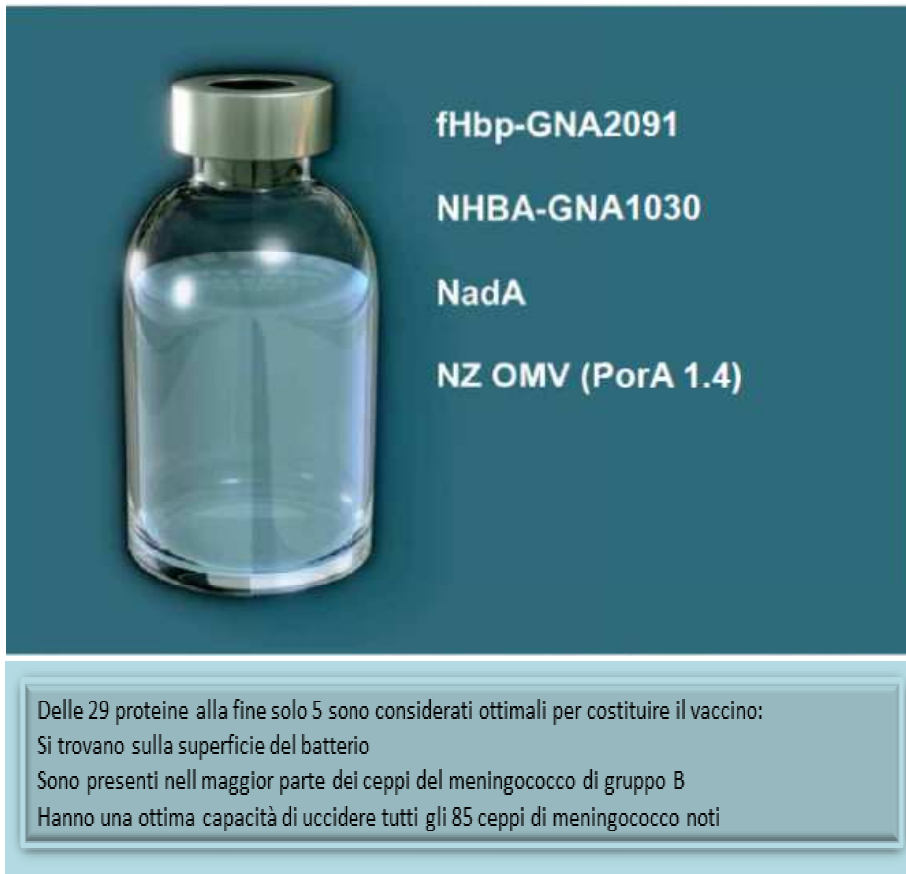 fHbp-GNA2091
NHBA-GNA1030
NadA
NZ OMV (PorA 1.4)
Delle 29 proteine alla fine solo 5 sono considerati ottimali per costituire il vaccino:
Si trovano sulla superficie del batterio
Sono presenti nell maggior parte dei ceppi del meningococco di gruppo B
Hanno una ottima capacità di uccidere tutti gli 85 ceppi di meningococco noti